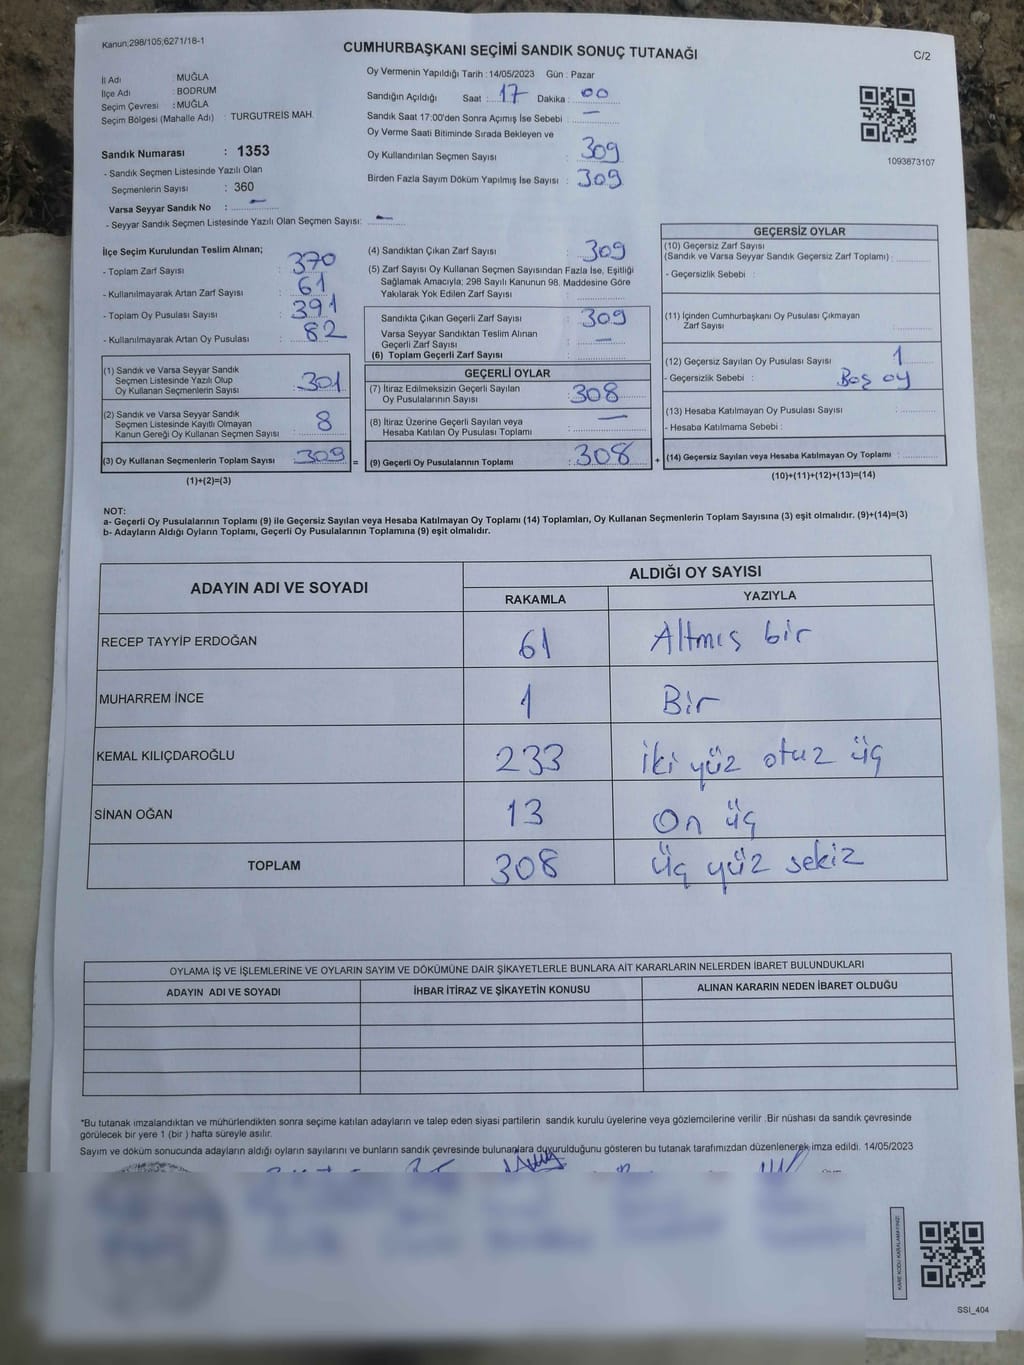 Kanun;298/105;6271/18-1
CUMHURBAŞKANI SEÇİMİ SANDIK SONUÇ TUTANAĞI
C/2
İl Adı : MUĞLA
İlçe Adı : BODRUM
Seçim Çevresi : MUĞLA
Seçim Bölgesi (Mahalle Adı) : TURGUTREİS MAH.
Sandık Numarası : 1353
- Sandık Seçmen Listesinde Yazılı Olan
Seçmenlerin Sayısı : 360
Varsa Seyyar Sandık No : -
- Seyyar Sandık Seçmen Listesinde Yazılı Olan Seçmen Sayısı: -
Oy Vermenin Yapıldığı Tarih : 14/05/2023 Gün : Pazar
Sandığın Açıldığı Saat : 17 Dakika : 00
Sandık Saat 17:00'den Sonra Açımış İse Sebebi : -
Oy Verme Saati Bitiminde Sırada Bekleyen ve
Oy Kullandırılan Seçmen Sayısı : 309
Birden Fazla Sayım Döküm Yapılmış İse Sayısı : 309
1093873107
İlçe Seçim Kurulundan Teslim Alınan;
- Toplam Zarf Sayısı : 370
- Kullanılmayarak Artan Zarf Sayısı : 61
- Toplam Oy Pusulası Sayısı : 391
- Kullanılmayarak Artan Oy Pusulası : 82
(1) Sandık ve Varsa Seyyar Sandık
Seçmen Listesinde Yazılı Olup
Oy Kullanan Seçmenlerin Sayısı : 301
(2) Sandık ve Varsa Seyyar Sandık
Seçmen Listesinde Kayıtlı Olmayan
Kanun Gereği Oy Kullanan Seçmen Sayısı : 8
(3) Oy Kullanan Seçmenlerin Toplam Sayısı : 309 =
(1)+(2)=(3)
(4) Sandıktan Çıkan Zarf Sayısı : 309
(5) Zarf Sayısı Oy Kullanan Seçmen Sayısından Fazla İse, Eşitliği
Sağlamak Amacıyla; 298 Sayılı Kanunun 98. Maddesine Göre
Yakılarak Yok Edilen Zarf Sayısı :
Sandıkta Çıkan Geçerli Zarf Sayısı : 309
Varsa Seyyar Sandıktan Teslim Alınan
Geçerli Zarf Sayısı : -
(6) Toplam Geçerli Zarf Sayısı :
GEÇERLİ OYLAR
(7) İtiraz Edilmeksizin Geçerli Sayılan
Oy Pusulalarının Sayısı : 308
(8) İtiraz Üzerine Geçerli Sayılan veya
Hesaba Katılan Oy Pusulası Toplamı : -
(9) Geçerli Oy Pusulalarının Toplamı : 308 +
GEÇERSİZ OYLAR
(10) Geçersiz Zarf Sayısı
(Sandık ve Varsa Seyyar Sandık Geçersiz Zarf Toplamı) :
- Geçersizlik Sebebi :
(11) İçinden Cumhurbaşkanı Oy Pusulası Çıkmayan
Zarf Sayısı :
(12) Geçersiz Sayılan Oy Pusulası Sayısı : 1
- Geçersizlik Sebebi : Boş oy
(13) Hesaba Katılmayan Oy Pusulası Sayısı :
- Hesaba Katılmama Sebebi :
(14) Geçersiz Sayılan veya Hesaba Katılmayan Oy Toplamı :
(10)+(11)+(12)+(13)=(14)
NOT:
a- Geçerli Oy Pusulalarının Toplamı (9) ile Geçersiz Sayılan veya Hesaba Katılmayan Oy Toplamı (14) Toplamları, Oy Kullanan Seçmenlerin Toplam Sayısına (3) eşit olmalıdır. (9)+(14)=(3)
b- Adayların Aldığı Oyların Toplamı, Geçerli Oy Pusulalarının Toplamına (9) eşit olmalıdır.
ADAYIN ADI VE SOYADI ALDIĞI OY SAYISI
RAKAMLA YAZIYLA
RECEP TAYYİP ERDOĞAN 61 Altmış bir
MUHARREM İNCE 1 Bir
KEMAL KILIÇDAROĞLU 233 iki yüz otuz üç
SİNAN OĞAN 13 On üç
TOPLAM 308 üç yüz sekiz
OYLAMA İŞ VE İŞLEMLERİNE VE OYLARIN SAYIM VE DÖKÜMÜNE DAİR ŞİKAYETLERLE BUNLARA AİT KARARLARIN NELERDEN İBARET BULUNDUKLARI
ADAYIN ADI VE SOYADI İHBAR İTİRAZ VE ŞİKAYETİN KONUSU ALINAN KARARIN NEDEN İBARET OLDUĞU
*Bu tutanak imzalandıktan ve mühürlendikten sonra seçime katılan adayların ve talep eden siyasi partilerin sandık kurulu üyelerine veya gözlemcilerine verilir .Bir nüshası da sandık çevresinde
görülecek bir yere 1 (bir ) hafta süreyle asılır.
Sayım ve döküm sonucunda adayların aldığı oyların sayılarını ve bunların sandık çevresinde bulunanlara duyurulduğunu gösteren bu tutanak tarafımızdan düzenlenerek imza edildi. 14/05/2023
KARE KODU KARALAMAYINIZ!
SSI_404